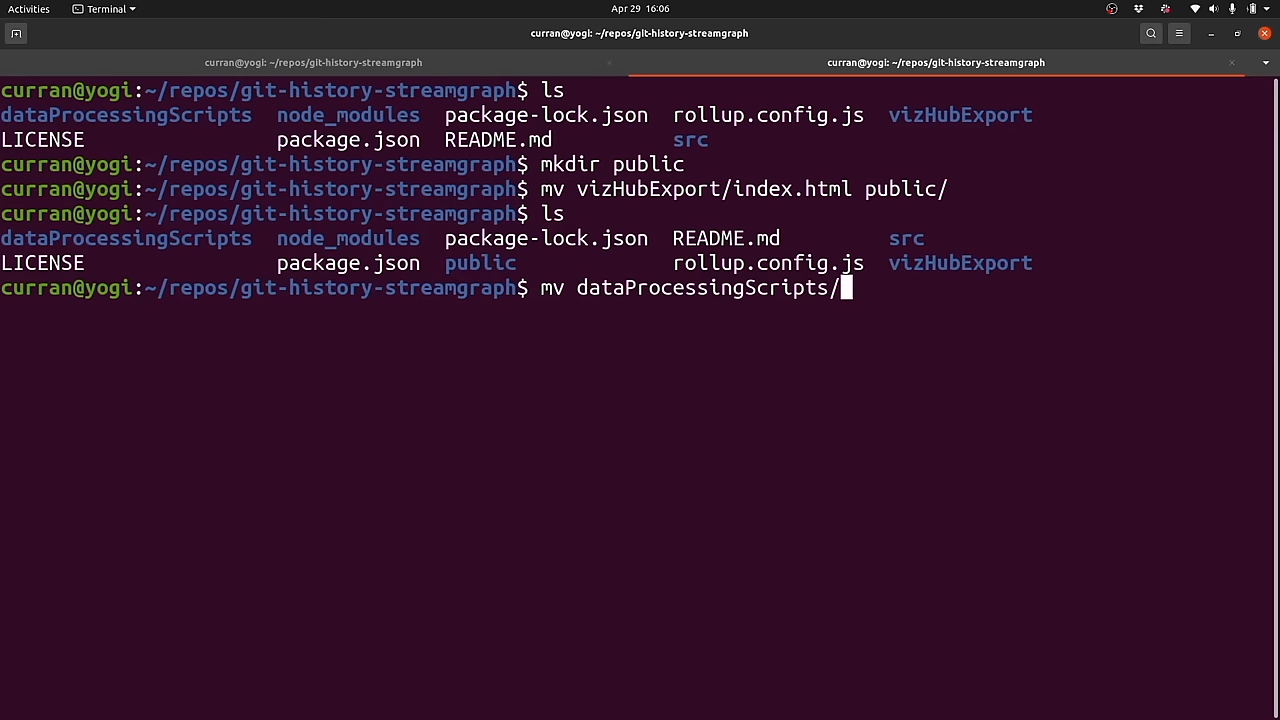 Activities Terminal Apr 29 16:06
curran@yogi: ~/repos/git-history-streamgraph
curran@yogi: ~/repos/git-history-streamgraph curran@yogi: ~/repos/git-history-streamgraph
curran@yogi:~/repos/git-history-streamgraph$ ls
dataProcessingScripts node_modules package-lock.json rollup.config.js vizHubExport
LICENSE package.json README.md src
curran@yogi:~/repos/git-history-streamgraph$ mkdir public
curran@yogi:~/repos/git-history-streamgraph$ mv vizHubExport/index.html public/
curran@yogi:~/repos/git-history-streamgraph$ ls
dataProcessingScripts node_modules package-lock.json README.md src
LICENSE package.json public rollup.config.js vizHubExport
curran@yogi:~/repos/git-history-streamgraph$ mv dataProcessingScripts/